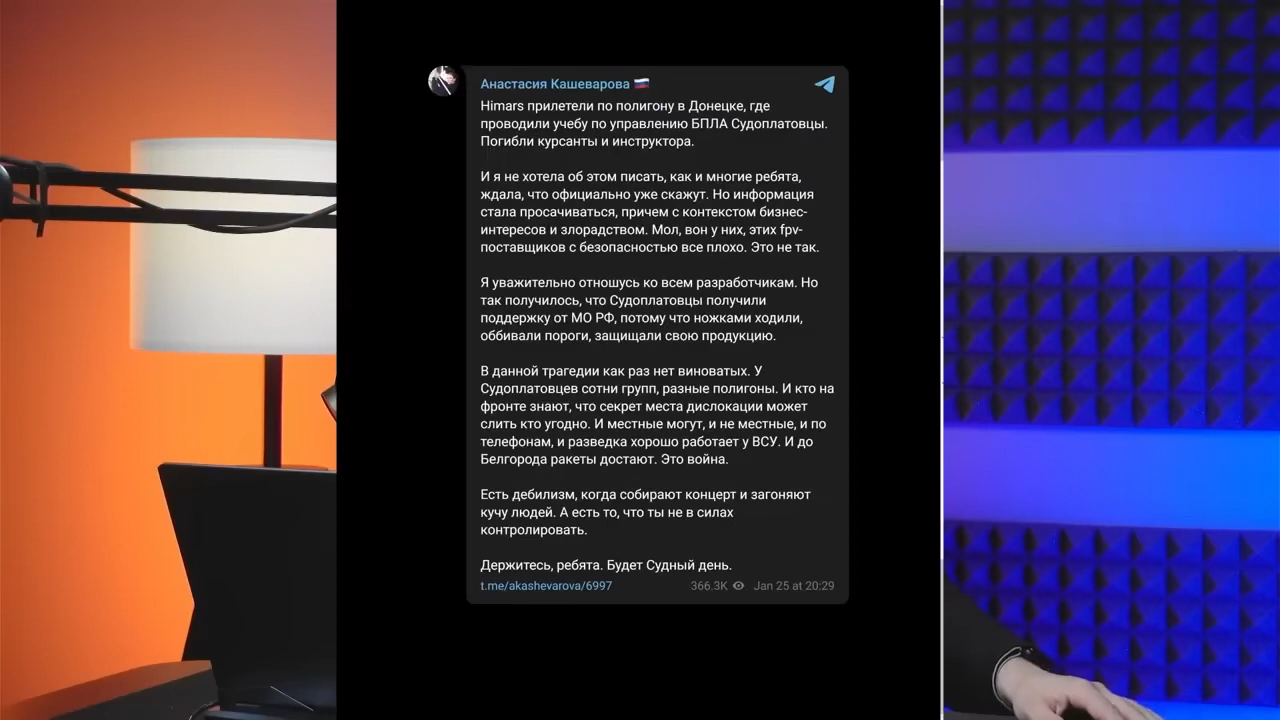 Анастасия Кашеварова 🇷🇺
Himars прилетели по полигону в Донецке, где
проводили учебу по управлению БПЛА Судоплатовцы.
Погибли курсанты и инструктора.
И я не хотела об этом писать, как и многие ребята,
ждала, что официально уже скажут. Но информация
стала просачиваться, причем с контекстом бизнес-
интересов и злорадством. Мол, вон у них, этих fpv-
поставщиков с безопасностью все плохо. Это не так.
Я уважительно отношусь ко всем разработчикам. Но
так получилось, что Судоплатовцы получили
поддержку от МО РФ, потому что ножками ходили,
оббивали пороги, защищали свою продукцию.
В данной трагедии как раз нет виноватых. У
Судоплатовцев сотни групп, разные полигоны. И кто на
фронте знают, что секрет места дислокации может
слить кто угодно. И местные могут, и не местные, и по
телефонам, и разведка хорошо работает у ВСУ. И до
Белгорода ракеты достают. Это война.
Есть дебилизм, когда собирают концерт и загоняют
кучу людей. А есть то, что ты не в силах
контролировать.
Держитесь, ребята. Будет Судный день.
t.me/akashevarova/6997 366.3K Jan 25 at 20:29